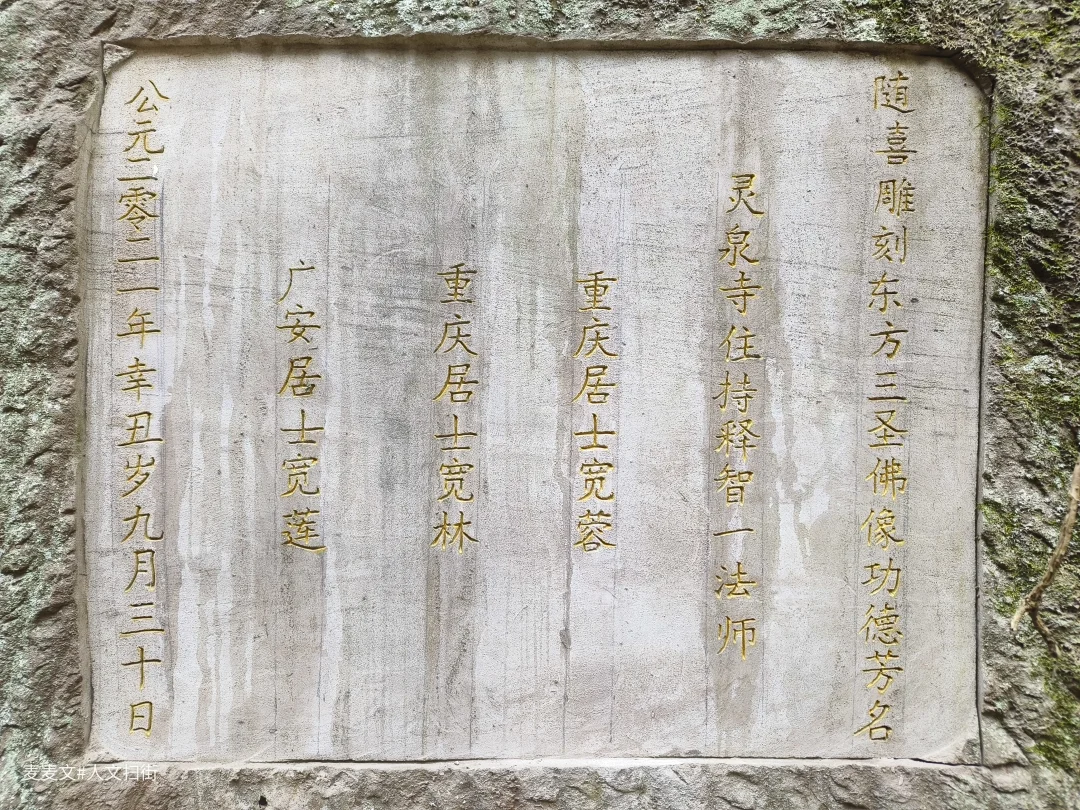 随喜雕刻东方三圣佛像功德芳名
灵泉寺住持释智一法师
重庆居士宽蓉
重庆居士宽林
广安居士宽莲
公元二零二一年幸丑岁九月三十日
麦麦文#人文扫街